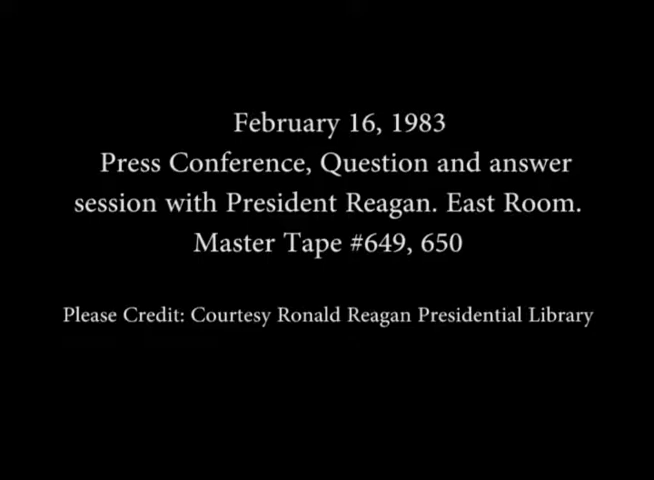 February 16, 1983
Press Conference, Question and answer
session with President Reagan. East Room.
Master Tape #649, 650
Please Credit: Courtesy Ronald Reagan Presidential Library